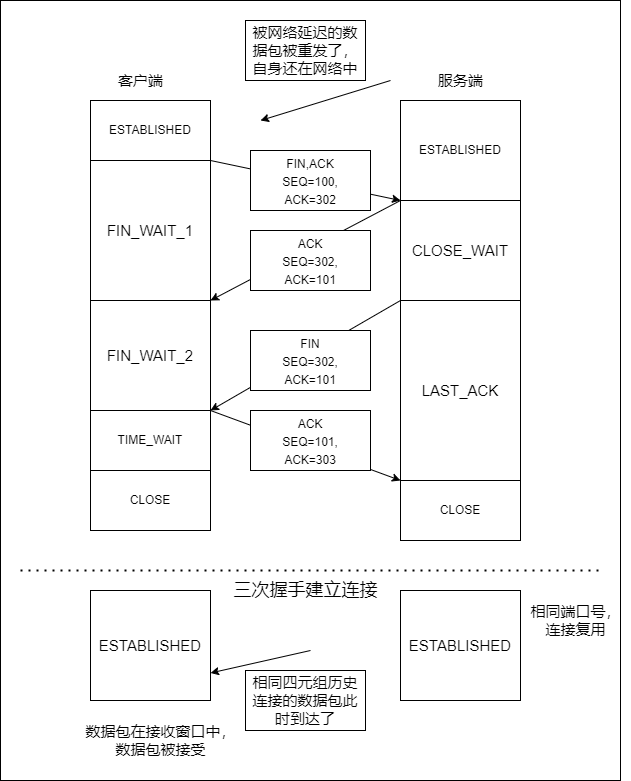 被网络延迟的数
据包被重发了,
自身还在网络中
客户端
服务端
ESTABLISHED
ESTABLISHED
FIN,ACK
SEQ=100,
ACK=302
FIN_WAIT_1
ACK
SEQ=302,
ACK=101
CLOSE_WAIT
FIN_WAIT_2
FIN
SEQ=302,
ACK=101
LAST_ACK
TIME_WAIT
ACK
SEQ=101,
ACK=303
CLOSE
CLOSE
三次握手建立连接
ESTABLISHED
ESTABLISHED
相同端口号,
连接复用
相同四元组历史
连接的数据包此
时到达了
数据包在接收窗口中,
数据包被接受